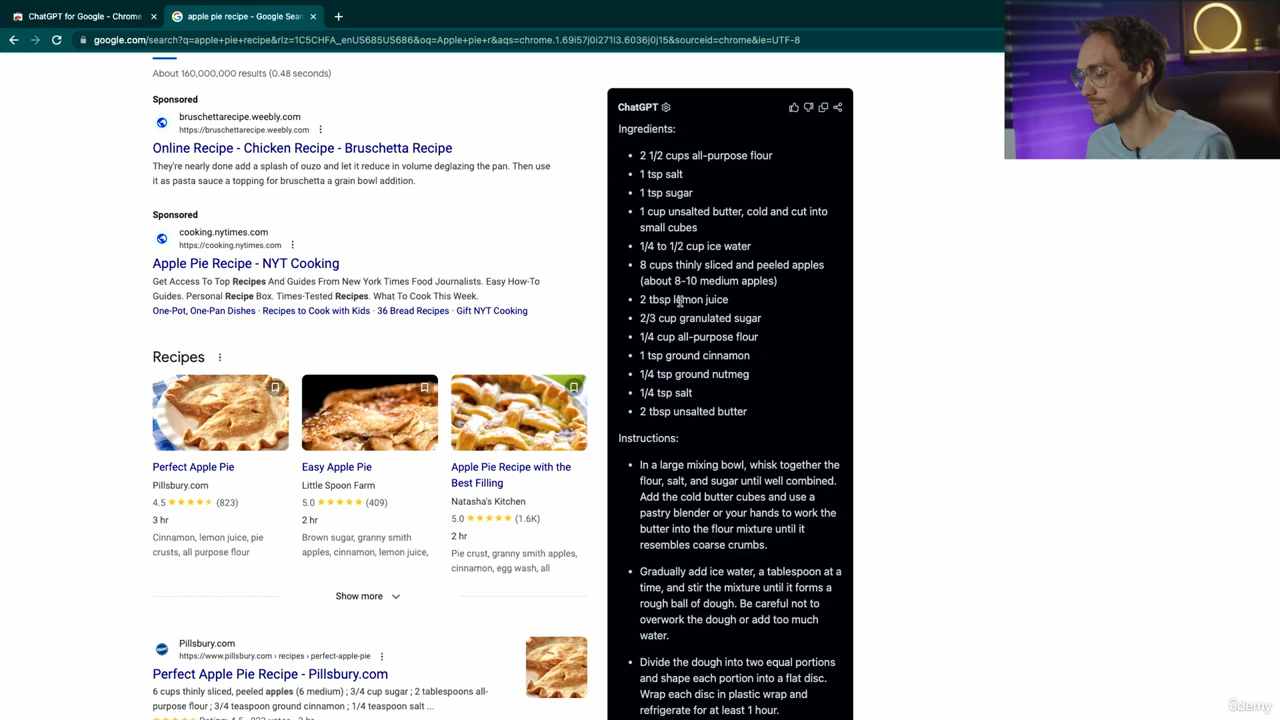 ChatGPT for Google - Chrome
apple pie recipe - Google Sear
google.com/search?q=apple+pie+recipe&rlz=1C5CHFA_enUS685US686&oq=Apple+pie+r&aqs=chrome.1.69i57j0i271l3.6036j0j15&sourceid=chrome&ie=UTF-8
About 160,000,000 results (0.48 seconds)
Sponsored
bruschettarecipe.weebly.com
https://bruschettarecipe.weebly.com
Online Recipe - Chicken Recipe - Bruschetta Recipe
They're nearly done add a splash of ouzo and let it reduce in volume deglazing the pan. Then use
it as pasta sauce a topping for bruschetta a grain bowl addition.
Sponsored
cooking.nytimes.com
https://cooking.nytimes.com
Apple Pie Recipe - NYT Cooking
Get Access To Top Recipes And Guides From New York Times Food Journalists. Easy How-To
Guides. Personal Recipe Box. Times-Tested Recipes. What To Cook This Week.
One-Pot, One-Pan Dishes · Recipes to Cook with Kids · 36 Bread Recipes · Gift NYT Cooking
Recipes
Perfect Apple Pie
Pillsbury.com
4.5 (823)
3 hr
Cinnamon, lemon juice, pie
crusts, all purpose flour
Easy Apple Pie
Little Spoon Farm
5.0 (409)
2 hr
Brown sugar, granny smith
apples, cinnamon, lemon juice,
Apple Pie Recipe with the
Best Filling
Natasha's Kitchen
5.0 (1.6K)
2 hr
Pie crust, granny smith apples,
cinnamon, egg wash, all
Show more
Pillsbury.com
https://www.pillsbury.com › recipes › perfect-apple-pie
Perfect Apple Pie Recipe - Pillsbury.com
6 cups thinly sliced, peeled apples (6 medium) ; 3/4 cup sugar ; 2 tablespoons all-
purpose flour ; 3/4 teaspoon ground cinnamon ; 1/4 teaspoon salt ...
ChatGPT
Ingredients:
• 2 1/2 cups all-purpose flour
• 1 tsp salt
• 1 tsp sugar
• 1 cup unsalted butter, cold and cut into
small cubes
• 1/4 to 1/2 cup ice water
• 8 cups thinly sliced and peeled apples
(about 8-10 medium apples)
• 2 tbsp lemon juice
• 2/3 cup granulated sugar
• 1/4 cup all-purpose flour
• 1 tsp ground cinnamon
• 1/4 tsp ground nutmeg
• 1/4 tsp salt
• 2 tbsp unsalted butter
Instructions:
• In a large mixing bowl, whisk together the
flour, salt, and sugar until well combined.
Add the cold butter cubes and use a
pastry blender or your hands to work the
butter into the flour mixture until it
resembles coarse crumbs.
• Gradually add ice water, a tablespoon at a
time, and stir the mixture until it forms a
rough ball of dough. Be careful not to
overwork the dough or add too much
water.
• Divide the dough into two equal portions
and shape each portion into a flat disc.
Wrap each disc in plastic wrap and
refrigerate for at least 1 hour.
ûdemy